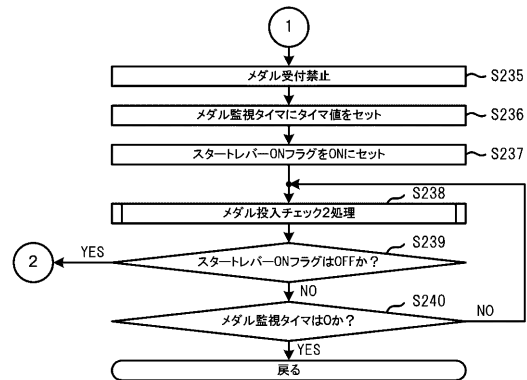 1
メダル受付禁止
S235
メダル監視タイマにタイマ値をセット
S236
スタートレバーONフラグをONにセット
S237
S238
メダル投入チェック2処理
S239
2
YES
スタートレバーONフラグはOFFか?
NO
S240
メダル監視タイマは0か?
NO
YES
戻る